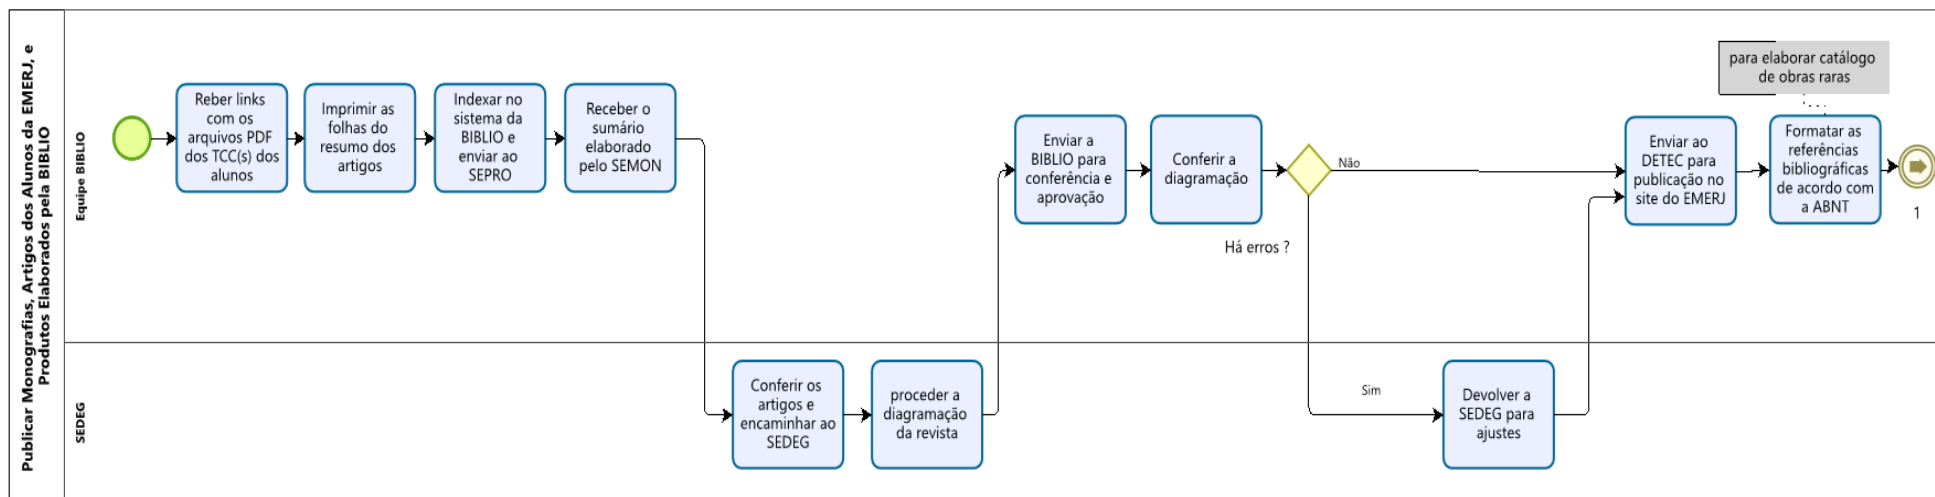 Publicar Monografias, Artigos dos Alunos da EMERJ, e
Produtos Elaborados pela BIBLIO
Equipe BIBLIO
Reber links
com os
arquivos PDF
dos TCC(s) dos
alunos
Imprimir as
folhas do
resumo dos
artigos
Indexar no
sistema da
BIBLIO e
enviar ao
SEPRO
Receber o
sumário
elaborado
pelo SEMON
Enviar a
BIBLIO para
conferência e
aprovação
Conferir a
diagramação
Não
Há erros ?
Enviar ao
DETEC para
publicação no
site do EMERJ
para elaborar catálogo
de obras raras
Formatar as
referências
bibliográficas
de acordo com
a ABNT
1
SEDEG
Conferir os
artigos e
encaminhar ao
SEDEG
proceder a
diagramação
da revista
Sim
Devolver a
SEDEG para
ajustes